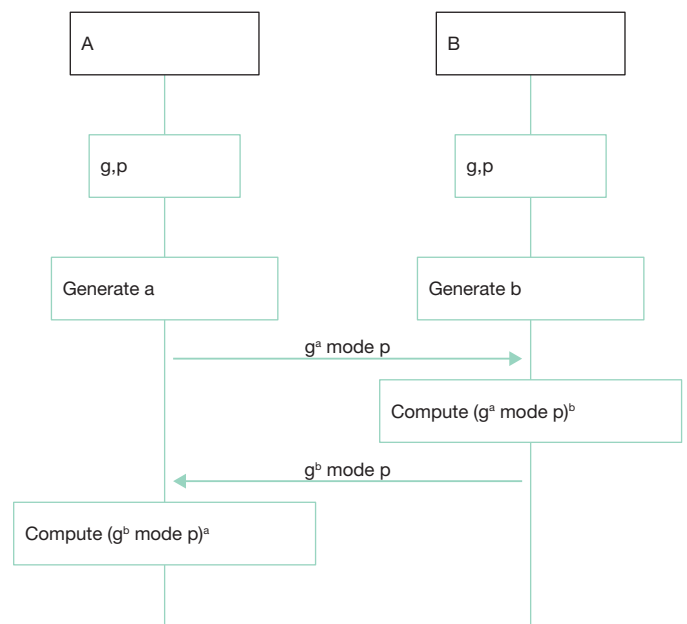 A
B
g,p
g,p
Generate a
Generate b
gᵃ mode p
Compute (gᵃ mode p)ᵇ
gᵇ mode p
Compute (gᵇ mode p)ᵃ